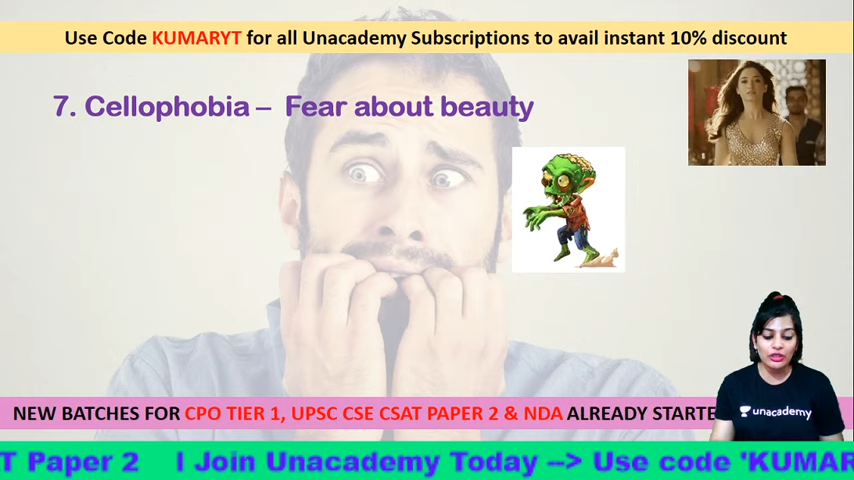 Use Code KUMARYT for all Unacademy Subscriptions to avail instant 10% discount
7. Cellophobia – Fear about beauty
unacademy
NEW BATCHES FOR CPO TIER 1, UPSC CSE CSAT PAPER 2 & NDA ALREADY STARTE
T Paper 2 I Join Unacademy Today --> Use code 'KUMAR